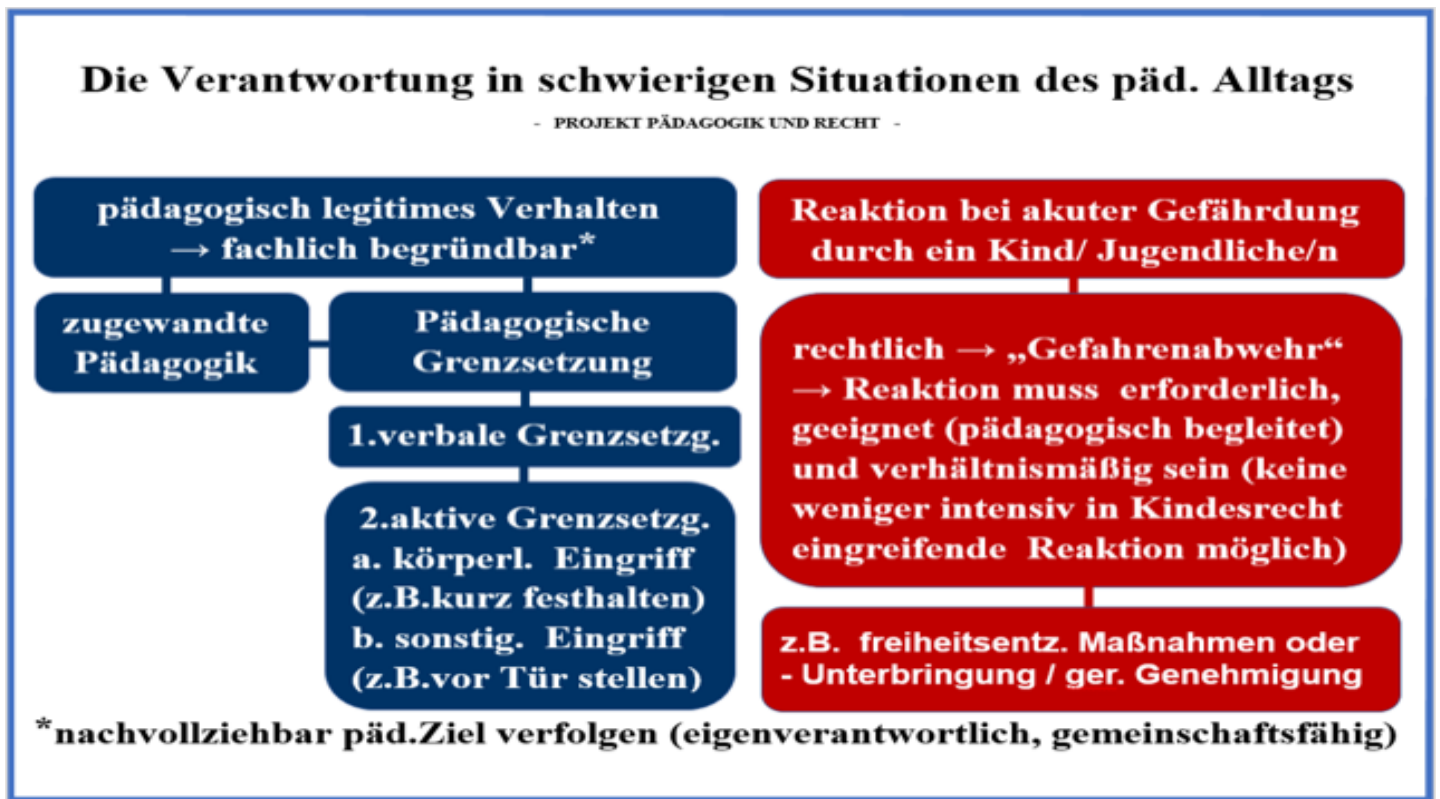 Die Verantwortung in schwierigen Situationen des päd. Alltags
- PROJEKT PÄDAGOGIK UND RECHT -
pädagogisch legitimes Verhalten
→ fachlich begründbar*
zugewandte
Pädagogik
Pädagogische
Grenzsetzung
1.verbale Grenzsetzg.
2.aktive Grenzsetzg.
a. körperl. Eingriff
(z.B.kurz festhalten)
b. sonstig. Eingriff
(z.B.vor Tür stellen)
Reaktion bei akuter Gefährdung
durch ein Kind/ Jugendliche/n
rechtlich → „Gefahrenabwehr“
→ Reaktion muss erforderlich,
geeignet (pädagogisch begleitet)
und verhältnismäßig sein (keine
weniger intensiv in Kindesrecht
eingreifende Reaktion möglich)
z.B. freiheitsentz. Maßnahmen oder
- Unterbringung / ger. Genehmigung
*nachvollziehbar päd.Ziel verfolgen (eigenverantwortlich, gemeinschaftsfähig)